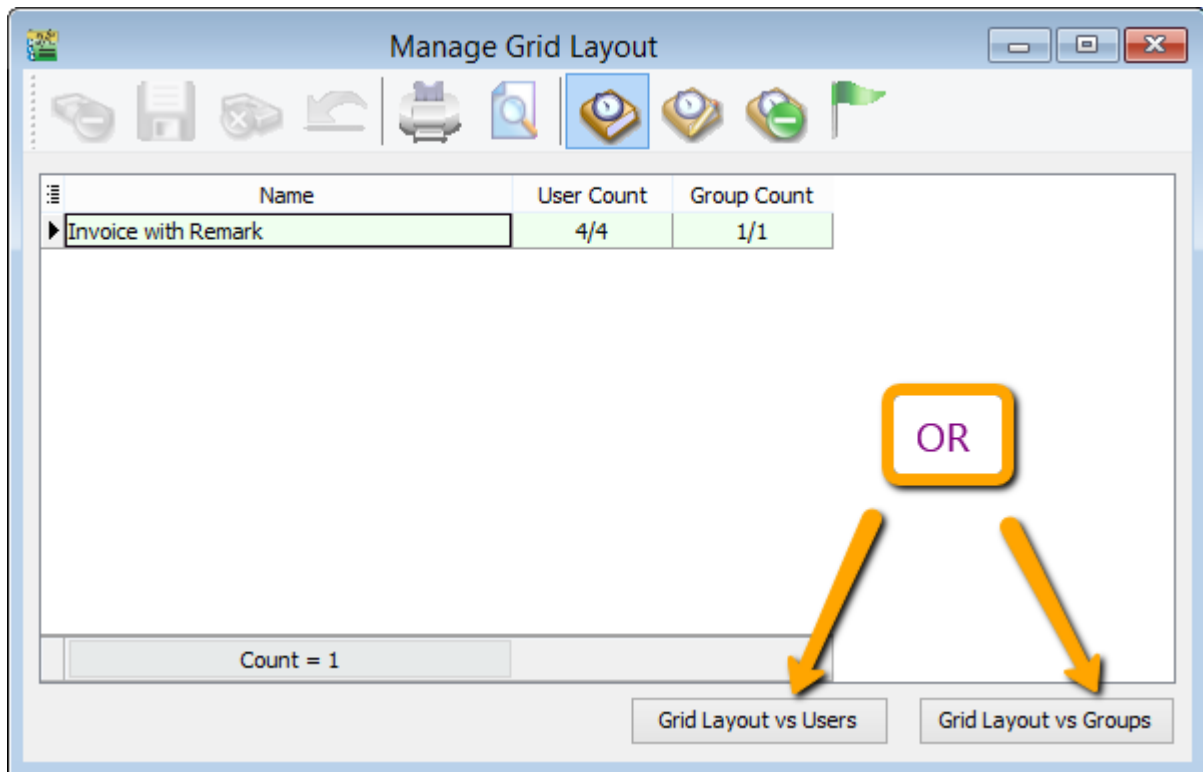 Manage Grid Layout
Name User Count Group Count
Invoice with Remark 4/4 1/1
OR
Count = 1
Grid Layout vs Users Grid Layout vs Groups